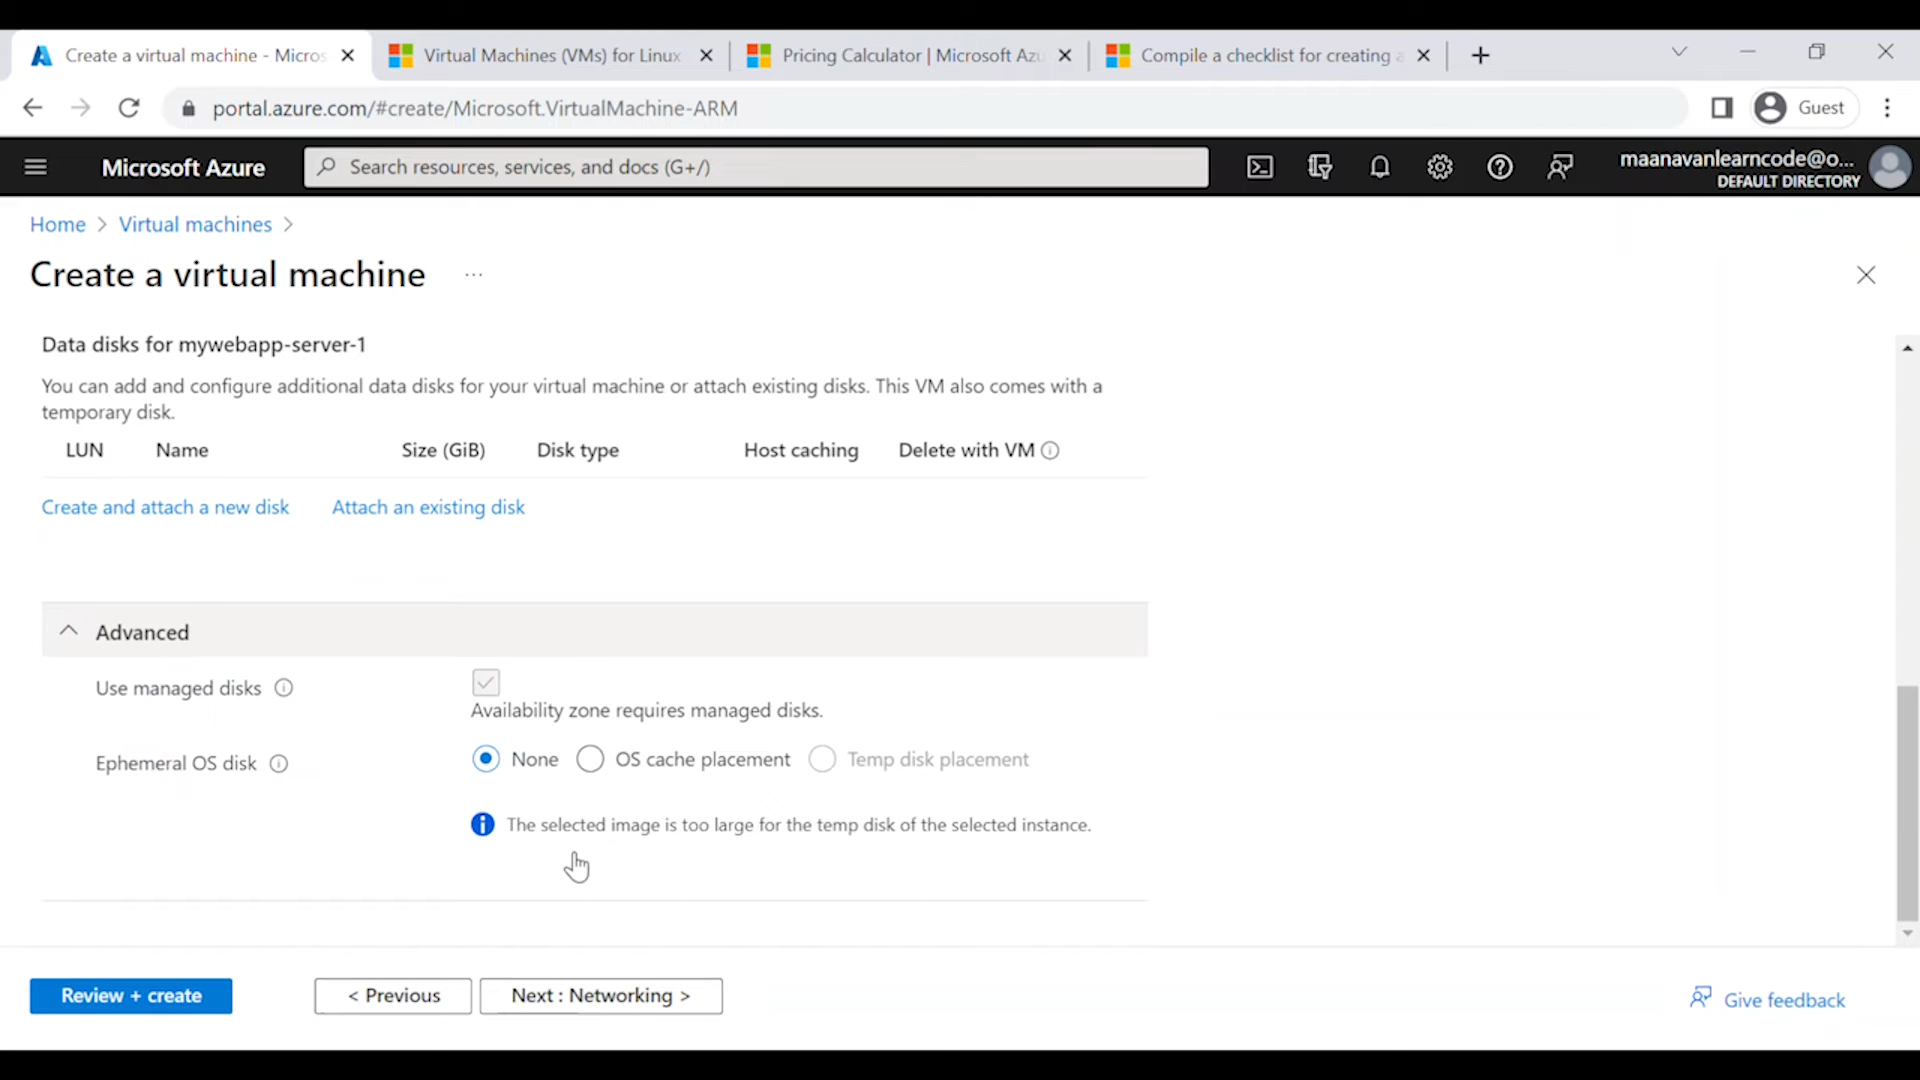 Create a virtual machine - Micros
Virtual Machines (VMs) for Linux
Pricing Calculator | Microsoft Azu
Compile a checklist for creating a
portal.azure.com/#create/Microsoft.VirtualMachine-ARM
Guest
Microsoft Azure
Search resources, services, and docs (G+/)
maanavanlearncode@o...
DEFAULT DIRECTORY
Home > Virtual machines >
Create a virtual machine ...
Data disks for mywebapp-server-1
You can add and configure additional data disks for your virtual machine or attach existing disks. This VM also comes with a
temporary disk.
LUN Name Size (GiB) Disk type Host caching Delete with VM
Create and attach a new disk Attach an existing disk
Advanced
Use managed disks
Availability zone requires managed disks.
Ephemeral OS disk None OS cache placement Temp disk placement
The selected image is too large for the temp disk of the selected instance.
Review + create < Previous Next : Networking > Give feedback